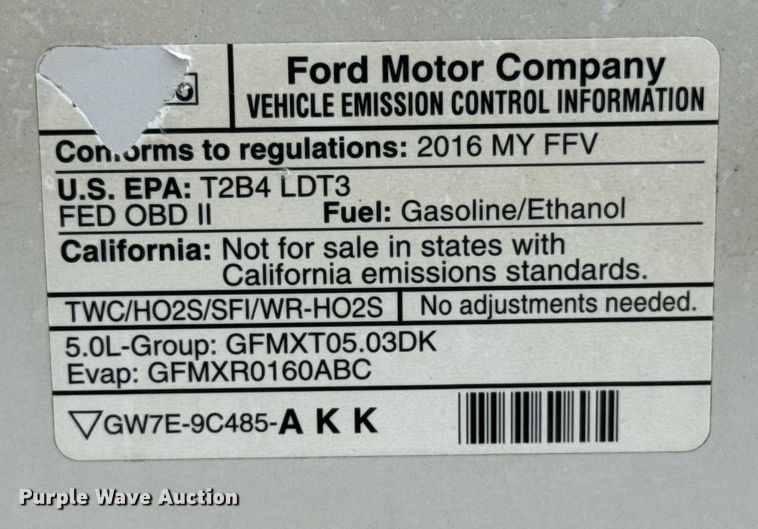 Ford Motor Company
VEHICLE EMISSION CONTROL INFORMATION
Conforms to regulations: 2016 MY FFV
U.S. EPA: T2B4 LDT3
FED OBD II Fuel: Gasoline/Ethanol
California: Not for sale in states with
California emissions standards.
TWC/HO2S/SFI/WR-HO2S No adjustments needed.
5.0L-Group: GFMXT05.03DK
Evap: GFMXR0160ABC
▽GW7E-9C485-A K K
Purple Wave Auction